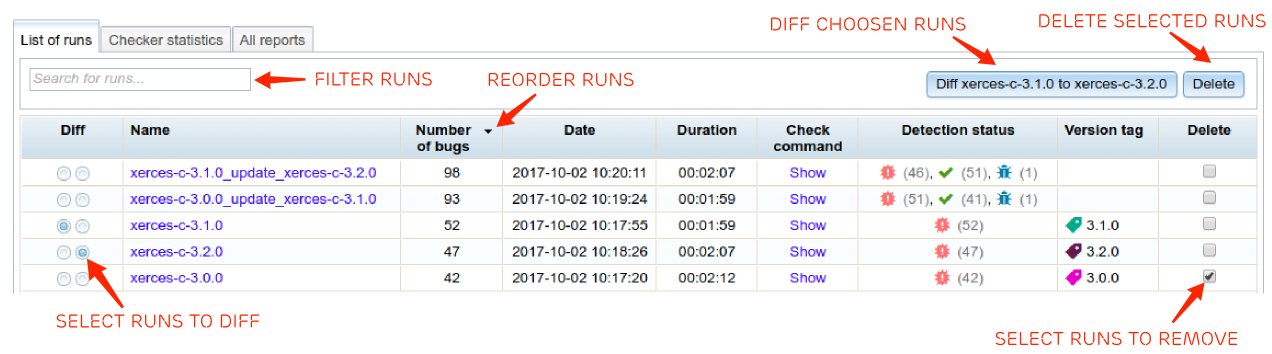 DIFF CHOOSEN RUNS
DELETE SELECTED RUNS
List of runs Checker statistics All reports
Search for runs...
FILTER RUNS
REORDER RUNS
Diff xerces-c-3.1.0 to xerces-c-3.2.0 Delete
Diff Name Number of bugs Date Duration Check command Detection status Version tag Delete
xerces-c-3.1.0_update_xerces-c-3.2.0 98 2017-10-02 10:20:11 00:02:07 Show (46), (51), (1)
xerces-c-3.0.0_update_xerces-c-3.1.0 93 2017-10-02 10:19:24 00:01:59 Show (51), (41), (1)
xerces-c-3.1.0 52 2017-10-02 10:17:55 00:01:59 Show (52) 3.1.0
xerces-c-3.2.0 47 2017-10-02 10:18:26 00:02:07 Show (47) 3.2.0
xerces-c-3.0.0 42 2017-10-02 10:17:20 00:02:12 Show (42) 3.0.0
SELECT RUNS TO DIFF
SELECT RUNS TO REMOVE